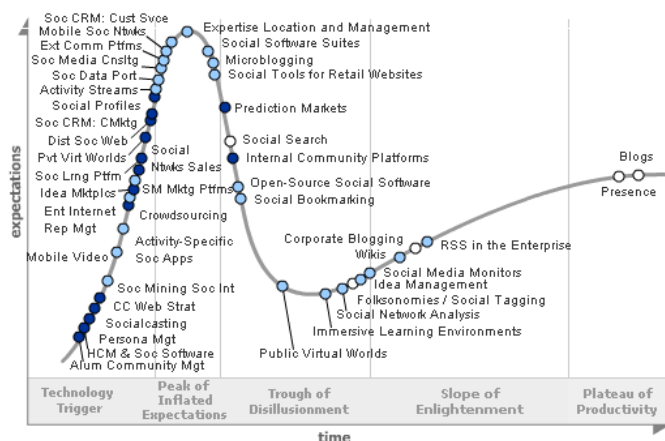 Soc CRM: Cust Svce
Mobile Soc Ntwks
Ext Comm Ptfms
Soc Media Cnsltg
Soc Data Port
Activity Streams
Social Profiles
Soc CRM: CMktg
Dist Soc Web
Pvt Virt Worlds
Soc Lrng Ptfm
Idea Mktplcs
Ent Internet
Rep Mgt
Mobile Video
Social
Ntwks Sales
SM Mktg Ptfms
Crowdsourcing
Activity-Specific
Soc Apps
Soc Mining Soc Int
CC Web Strat
Socialcasting
Persona Mgt
HCM & Soc Software
Alum Community Mgt
Expertise Location and Management
Social Software Suites
Microblogging
Social Tools for Retail Websites
Prediction Markets
Social Search
Internal Community Platforms
Open-Source Social Software
Social Bookmarking
Public Virtual Worlds
Immersive Learning Environments
Social Network Analysis
Folksonomies / Social Tagging
Idea Management
Social Media Monitors
Wikis
Corporate Blogging
RSS in the Enterprise
Blogs
Presence
expectations
Technology
Trigger
Peak of
Inflated
Expectations
Trough of
Disillusionment
Slope of
Enlightenment
Plateau of
Productivity
time